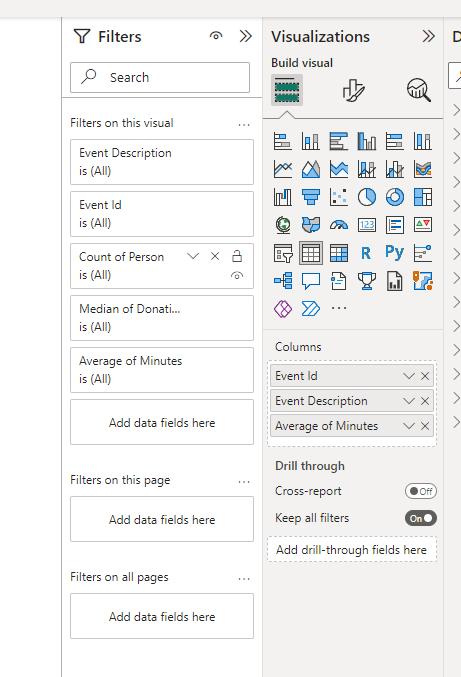 Filters
Search
Filters on this visual
...
Event Description
is (All)
Event Id
is (All)
Count of Person
is (All)
Median of Donati...
is (All)
Average of Minutes
is (All)
Add data fields here
Filters on this page
...
Add data fields here
Filters on all pages
...
Add data fields here
Visualizations
Build visual
123
R
Py
...
Columns
Event Id
Event Description
Average of Minutes
Drill through
Cross-report
Off
Keep all filters
On
Add drill-through fields here
D